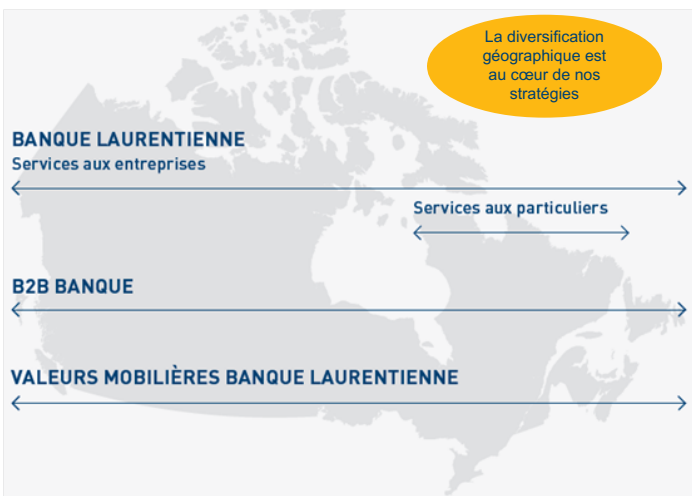 La diversification
géographique est
au cœur de nos
stratégies
BANQUE LAURENTIENNE
Services aux entreprises
Services aux particuliers
B2B BANQUE
VALEURS MOBILIÈRES BANQUE LAURENTIENNE